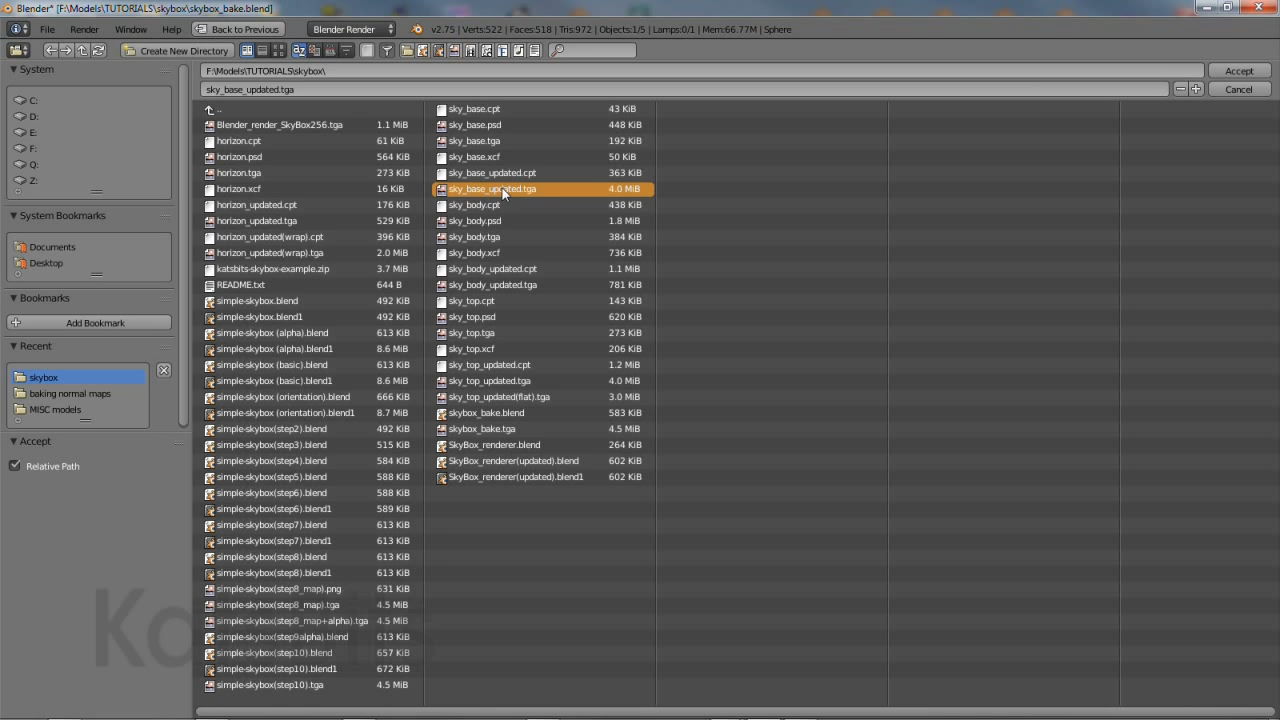 Blender* [F:\Models\TUTORIALS\skybox\skybox_bake.blend]
File Render Window Help Back to Previous Blender Render v2.75 | Verts:522 | Faces:518 | Tris:972 | Objects:1/5 | Lamps:0/1 | Mem:66.77M | Sphere
Create New Directory
System
C:
D:
E:
F:
Q:
Z:
System Bookmarks
Documents
Desktop
Bookmarks
Add Bookmark
Recent
skybox
baking normal maps
MISC models
Accept
Relative Path
F:\Models\TUTORIALS\skybox\
Accept
sky_base_updated.tga
Cancel
..
Blender_render_SkyBox256.tga 1.1 MiB
horizon.cpt 61 KiB
horizon.psd 564 KiB
horizon.tga 273 KiB
horizon.xcf 16 KiB
horizon_updated.cpt 176 KiB
horizon_updated.tga 529 KiB
horizon_updated(wrap).cpt 396 KiB
horizon_updated(wrap).tga 2.0 MiB
katsbits-skybox-example.zip 3.7 MiB
README.txt 644 B
simple-skybox.blend 492 KiB
simple-skybox.blend1 492 KiB
simple-skybox (alpha).blend 613 KiB
simple-skybox (alpha).blend1 8.6 MiB
simple-skybox (basic).blend 613 KiB
simple-skybox (basic).blend1 8.6 MiB
simple-skybox (orientation).blend 666 KiB
simple-skybox (orientation).blend1 8.7 MiB
simple-skybox(step2).blend 492 KiB
simple-skybox(step3).blend 515 KiB
simple-skybox(step4).blend 584 KiB
simple-skybox(step5).blend 588 KiB
simple-skybox(step6).blend 588 KiB
simple-skybox(step6).blend1 589 KiB
simple-skybox(step7).blend 613 KiB
simple-skybox(step7).blend1 613 KiB
simple-skybox(step8).blend 613 KiB
simple-skybox(step8).blend1 613 KiB
simple-skybox(step8_map).png 631 KiB
simple-skybox(step8_map).tga 4.5 MiB
simple-skybox(step8_map+alpha).tga 4.5 MiB
simple-skybox(step9alpha).blend 613 KiB
simple-skybox(step10).blend 657 KiB
simple-skybox(step10).blend1 672 KiB
simple-skybox(step10).tga 4.5 MiB
sky_base.cpt 43 KiB
sky_base.psd 448 KiB
sky_base.tga 192 KiB
sky_base.xcf 50 KiB
sky_base_updated.cpt 363 KiB
sky_base_updated.tga 4.0 MiB
sky_body.cpt 438 KiB
sky_body.psd 1.8 MiB
sky_body.tga 384 KiB
sky_body.xcf 736 KiB
sky_body_updated.cpt 1.1 MiB
sky_body_updated.tga 781 KiB
sky_top.cpt 143 KiB
sky_top.psd 620 KiB
sky_top.tga 273 KiB
sky_top.xcf 206 KiB
sky_top_updated.cpt 1.2 MiB
sky_top_updated.tga 4.0 MiB
sky_top_updated(flat).tga 3.0 MiB
skybox_bake.blend 583 KiB
skybox_bake.tga 4.5 MiB
SkyBox_renderer.blend 264 KiB
SkyBox_renderer(updated).blend 602 KiB
SkyBox_renderer(updated).blend1 602 KiB